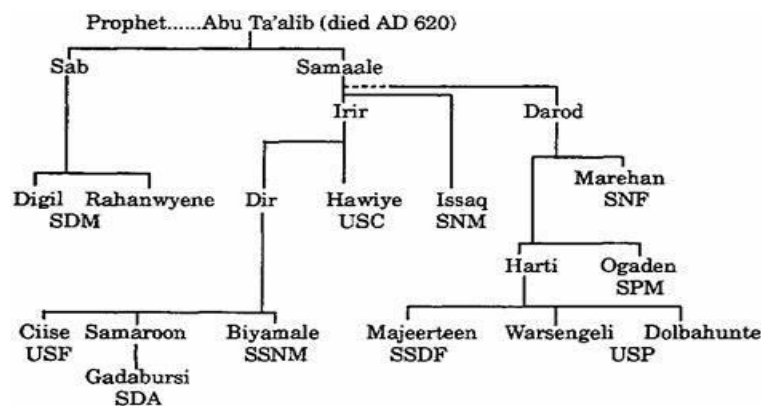 Prophet......Abu Ta'alib (died AD 620)
Sab Samaale
Irir Darod
Digil Rahanwyene Dir Hawiye Issaq Marehan
SDM USC SNM SNF
Harti Ogaden
SPM
Ciise Samaroon Biyamale Majeerteen Warsengeli Dolbahunte
USF SSNM SSDF USP
Gadabursi
SDA